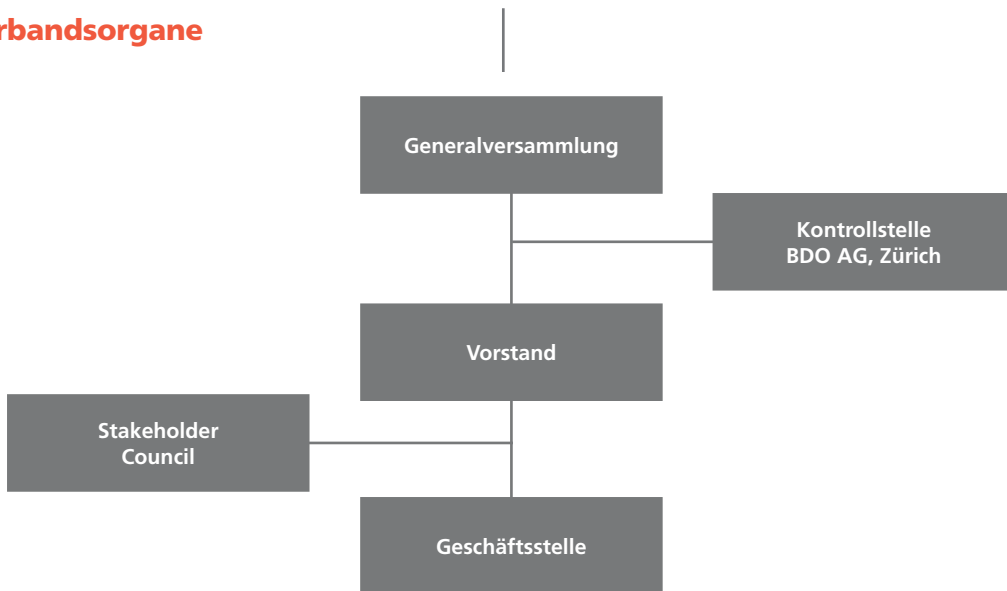 rbandsorgane
Generalversammlung
Kontrollstelle
BDO AG, Zürich
Vorstand
Stakeholder
Council
Geschäftsstelle